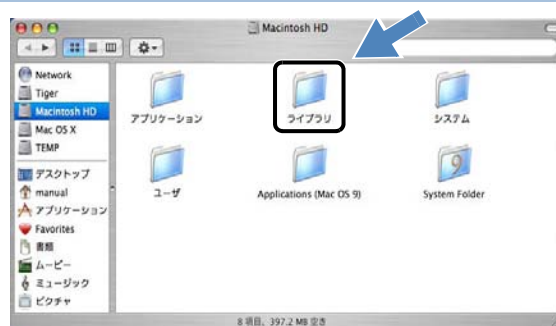 Macintosh HD
Network
Tiger
Macintosh HD
Mac OS X
TEMP
デスクトップ
manual
アプリケーション
Favorites
書類
ムービー
ミュージック
ピクチャ
アプリケーション
ライブラリ
システム
ユーザ
Applications (Mac OS 9)
9
System Folder
8 項目、397.2 MB 空き